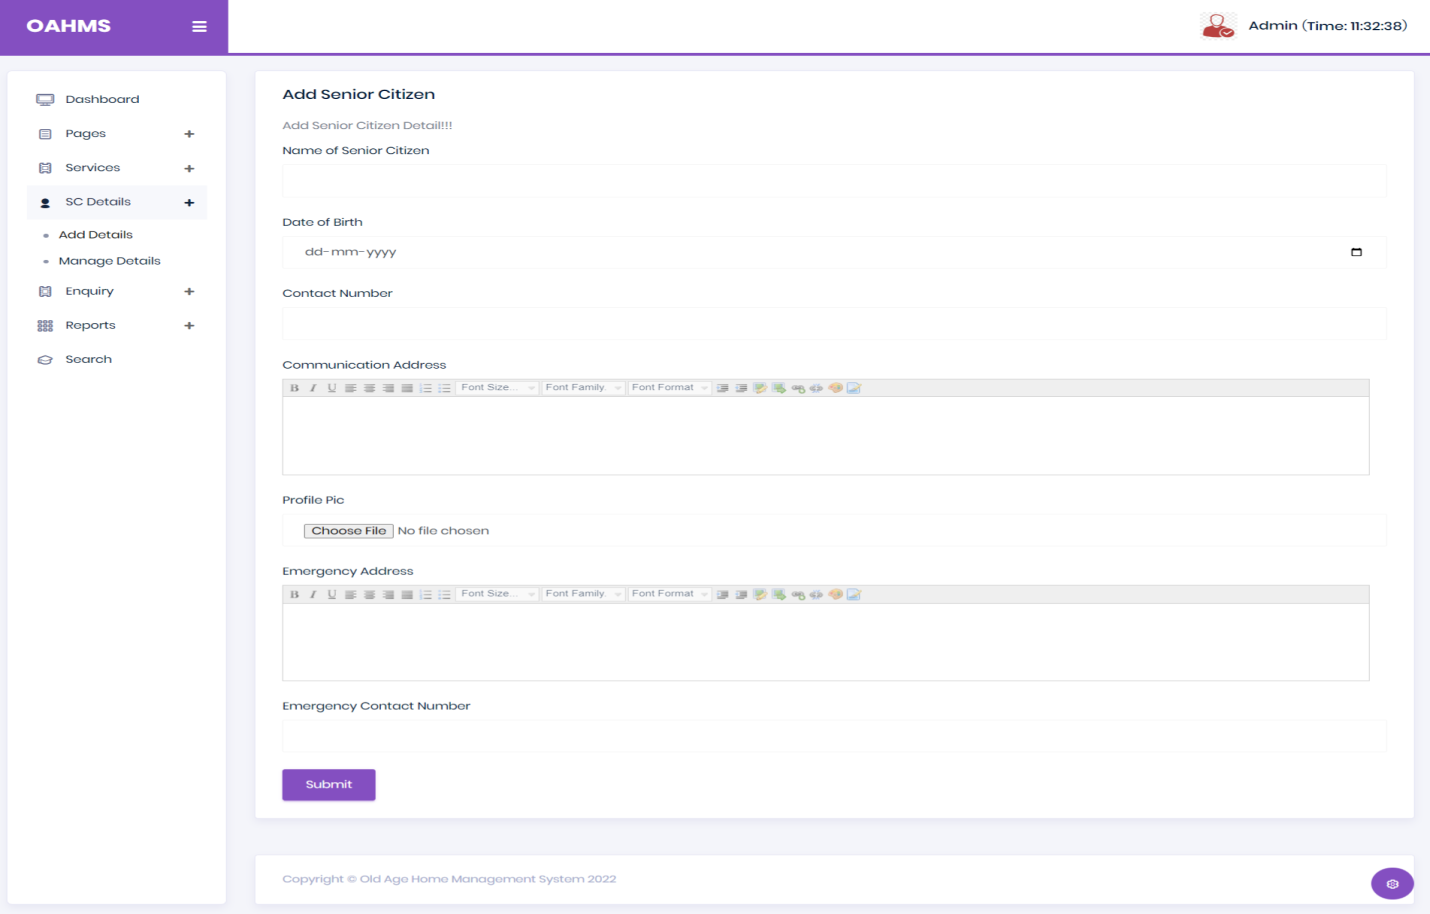 OAHMS
Admin (Time: 11:32:38)
Dashboard
Pages
Services
SC Details
Add Details
Manage Details
Enquiry
Reports
Search
Add Senior Citizen
Add Senior Citizen Detail!!!
Name of Senior Citizen
Date of Birth
dd-mm-yyyy
Contact Number
Communication Address
B I U Font Size... Font Family. Font Format
Profile Pic
Choose File No file chosen
Emergency Address
B I U Font Size... Font Family. Font Format
Emergency Contact Number
Submit
Copyright © Old Age Home Management System 2022